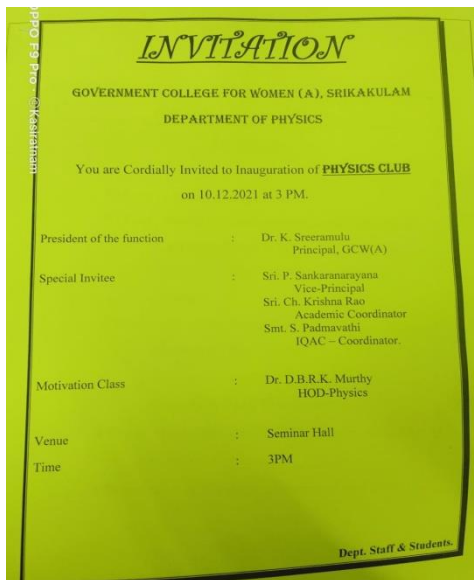 OPPO F9 Pro · ©Kasiratnam
INVITATION
GOVERNMENT COLLEGE FOR WOMEN (A), SRIKAKULAM
DEPARTMENT OF PHYSICS
You are Cordially Invited to Inauguration of PHYSICS CLUB
on 10.12.2021 at 3 PM.
President of the function : Dr. K. Sreeramulu
Principal, GCW(A)
Special Invitee : Sri. P. Sankaranarayana
Vice-Principal
Sri. Ch. Krishna Rao
Academic Coordinator
Smt. S. Padmavathi
IQAC – Coordinator.
Motivation Class : Dr. D.B.R.K. Murthy
HOD-Physics
Venue : Seminar Hall
Time : 3PM
Dept. Staff & Students.